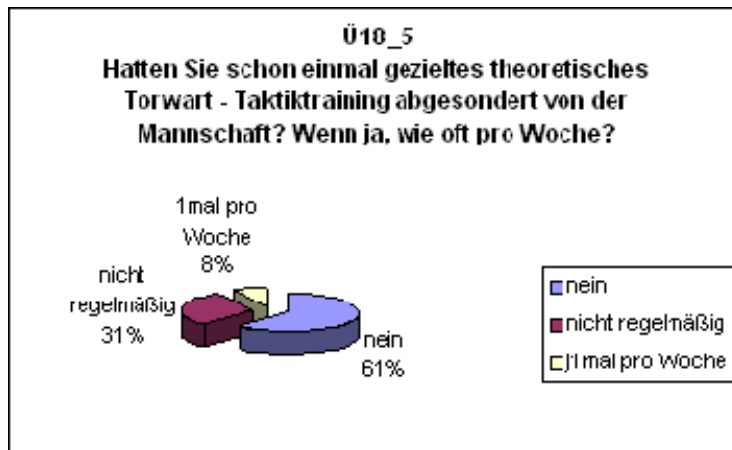 Ü18_5
Hatten Sie schon einmal gezieltes theoretisches
Torwart - Taktiktraining abgesondert von der
Mannschaft? Wenn ja, wie oft pro Woche?
1mal pro
Woche
8%
nicht
regelmäßig
31%
nein
61%
nein
nicht regelmäßig
j1mal pro Woche